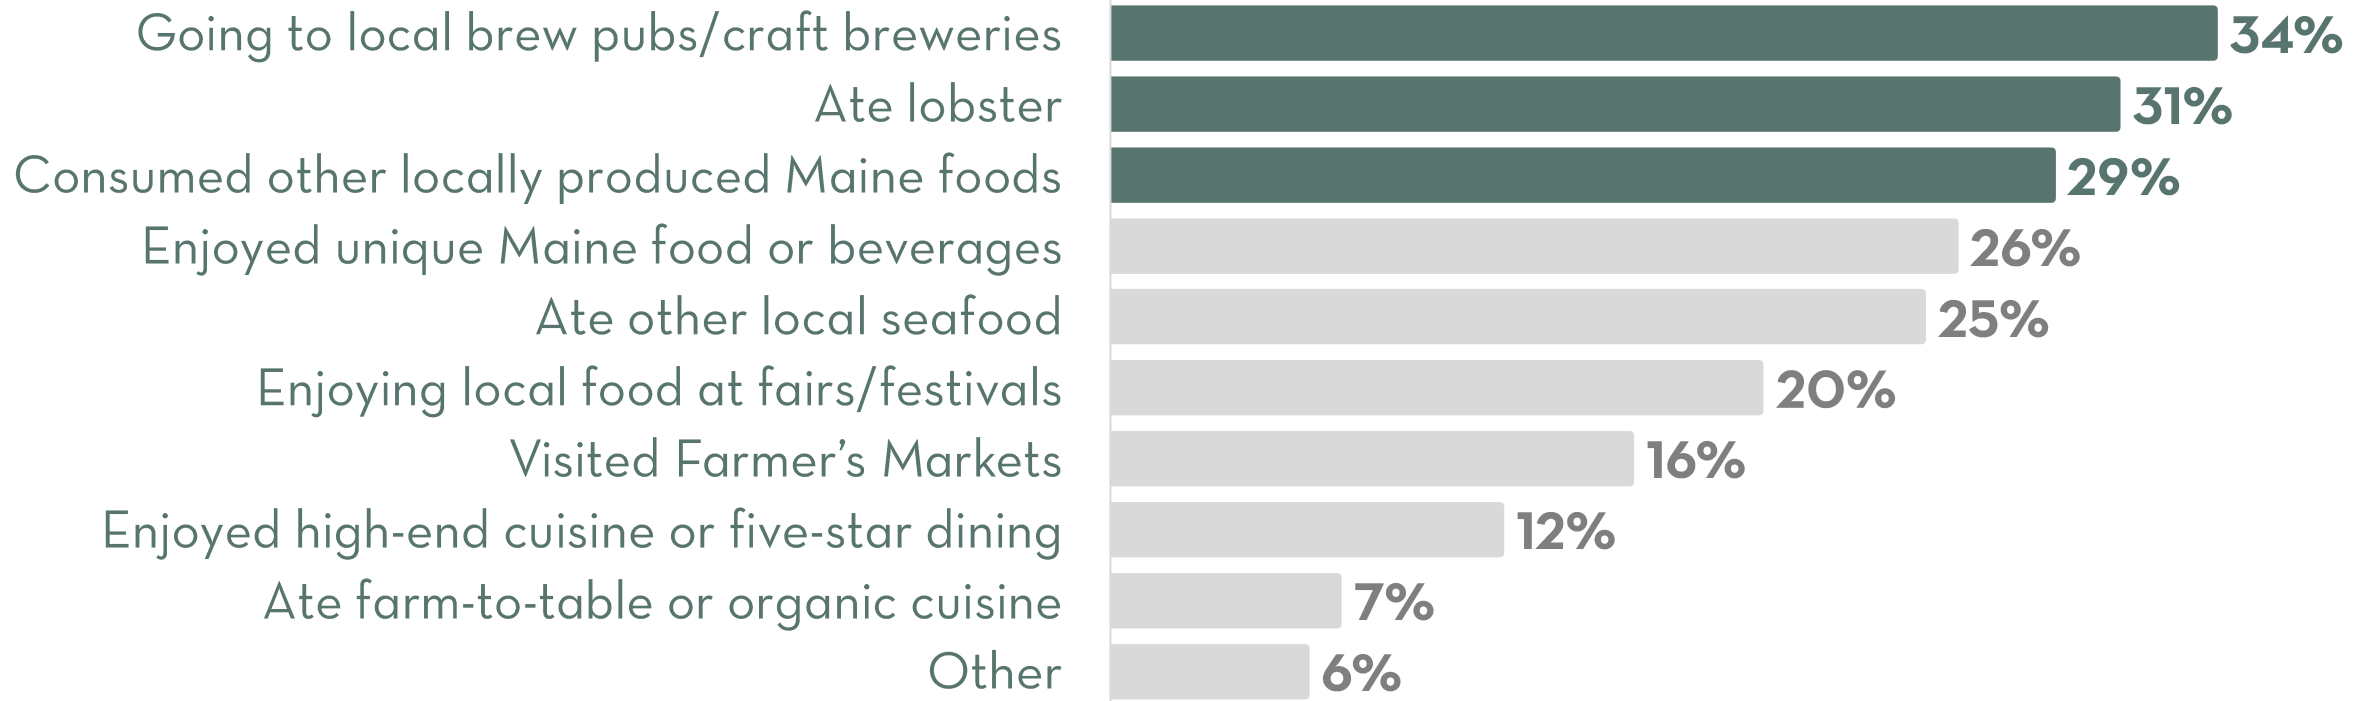 Going to local brew pubs/craft breweries 34%
Ate lobster 31%
Consumed other locally produced Maine foods 29%
Enjoyed unique Maine food or beverages 26%
Ate other local seafood 25%
Enjoying local food at fairs/festivals 20%
Visited Farmer’s Markets 16%
Enjoyed high-end cuisine or five-star dining 12%
Ate farm-to-table or organic cuisine 7%
Other 6%